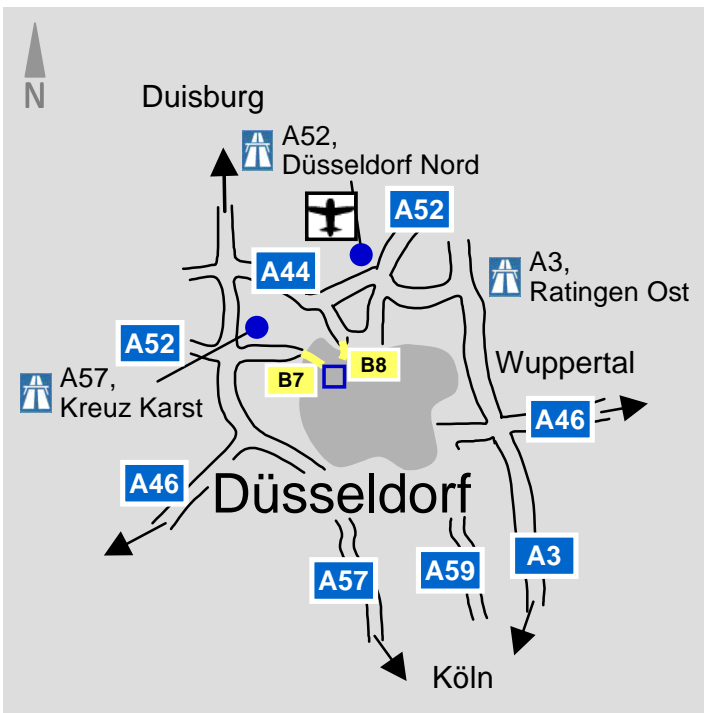 N
Duisburg
A52,
Düsseldorf Nord
A52
A44
A3,
Ratingen Ost
A52
B8
B7
Wuppertal
A57,
Kreuz Karst
A46
A46
Düsseldorf
A3
A57
A59
Köln